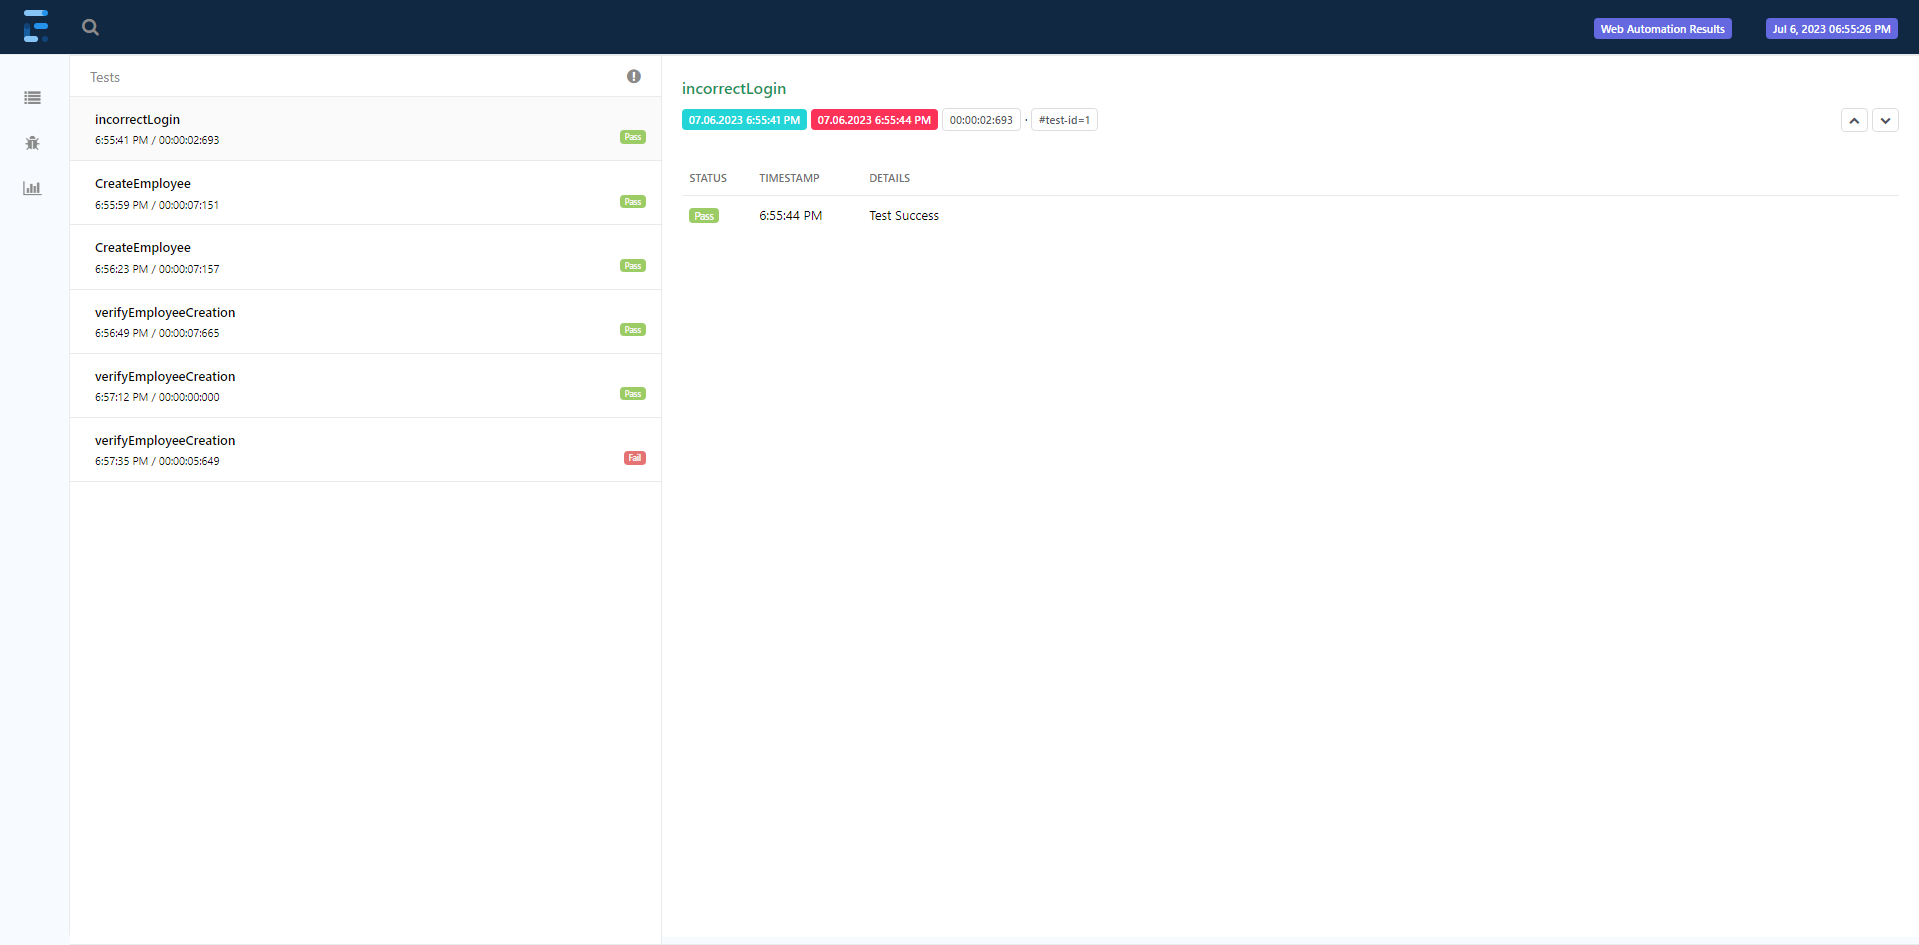 Web Automation Results
Jul 6, 2023 06:55:26 PM
Tests
incorrectLogin
6:55:41 PM / 00:00:02:693
Pass
CreateEmployee
6:55:59 PM / 00:00:07:151
Pass
CreateEmployee
6:56:23 PM / 00:00:07:157
Pass
verifyEmployeeCreation
6:56:49 PM / 00:00:07:665
Pass
verifyEmployeeCreation
6:57:12 PM / 00:00:00:000
Pass
verifyEmployeeCreation
6:57:35 PM / 00:00:05:649
Fail
incorrectLogin
07.06.2023 6:55:41 PM 07.06.2023 6:55:44 PM 00:00:02:693 · #test-id=1
STATUS TIMESTAMP DETAILS
Pass 6:55:44 PM Test Success